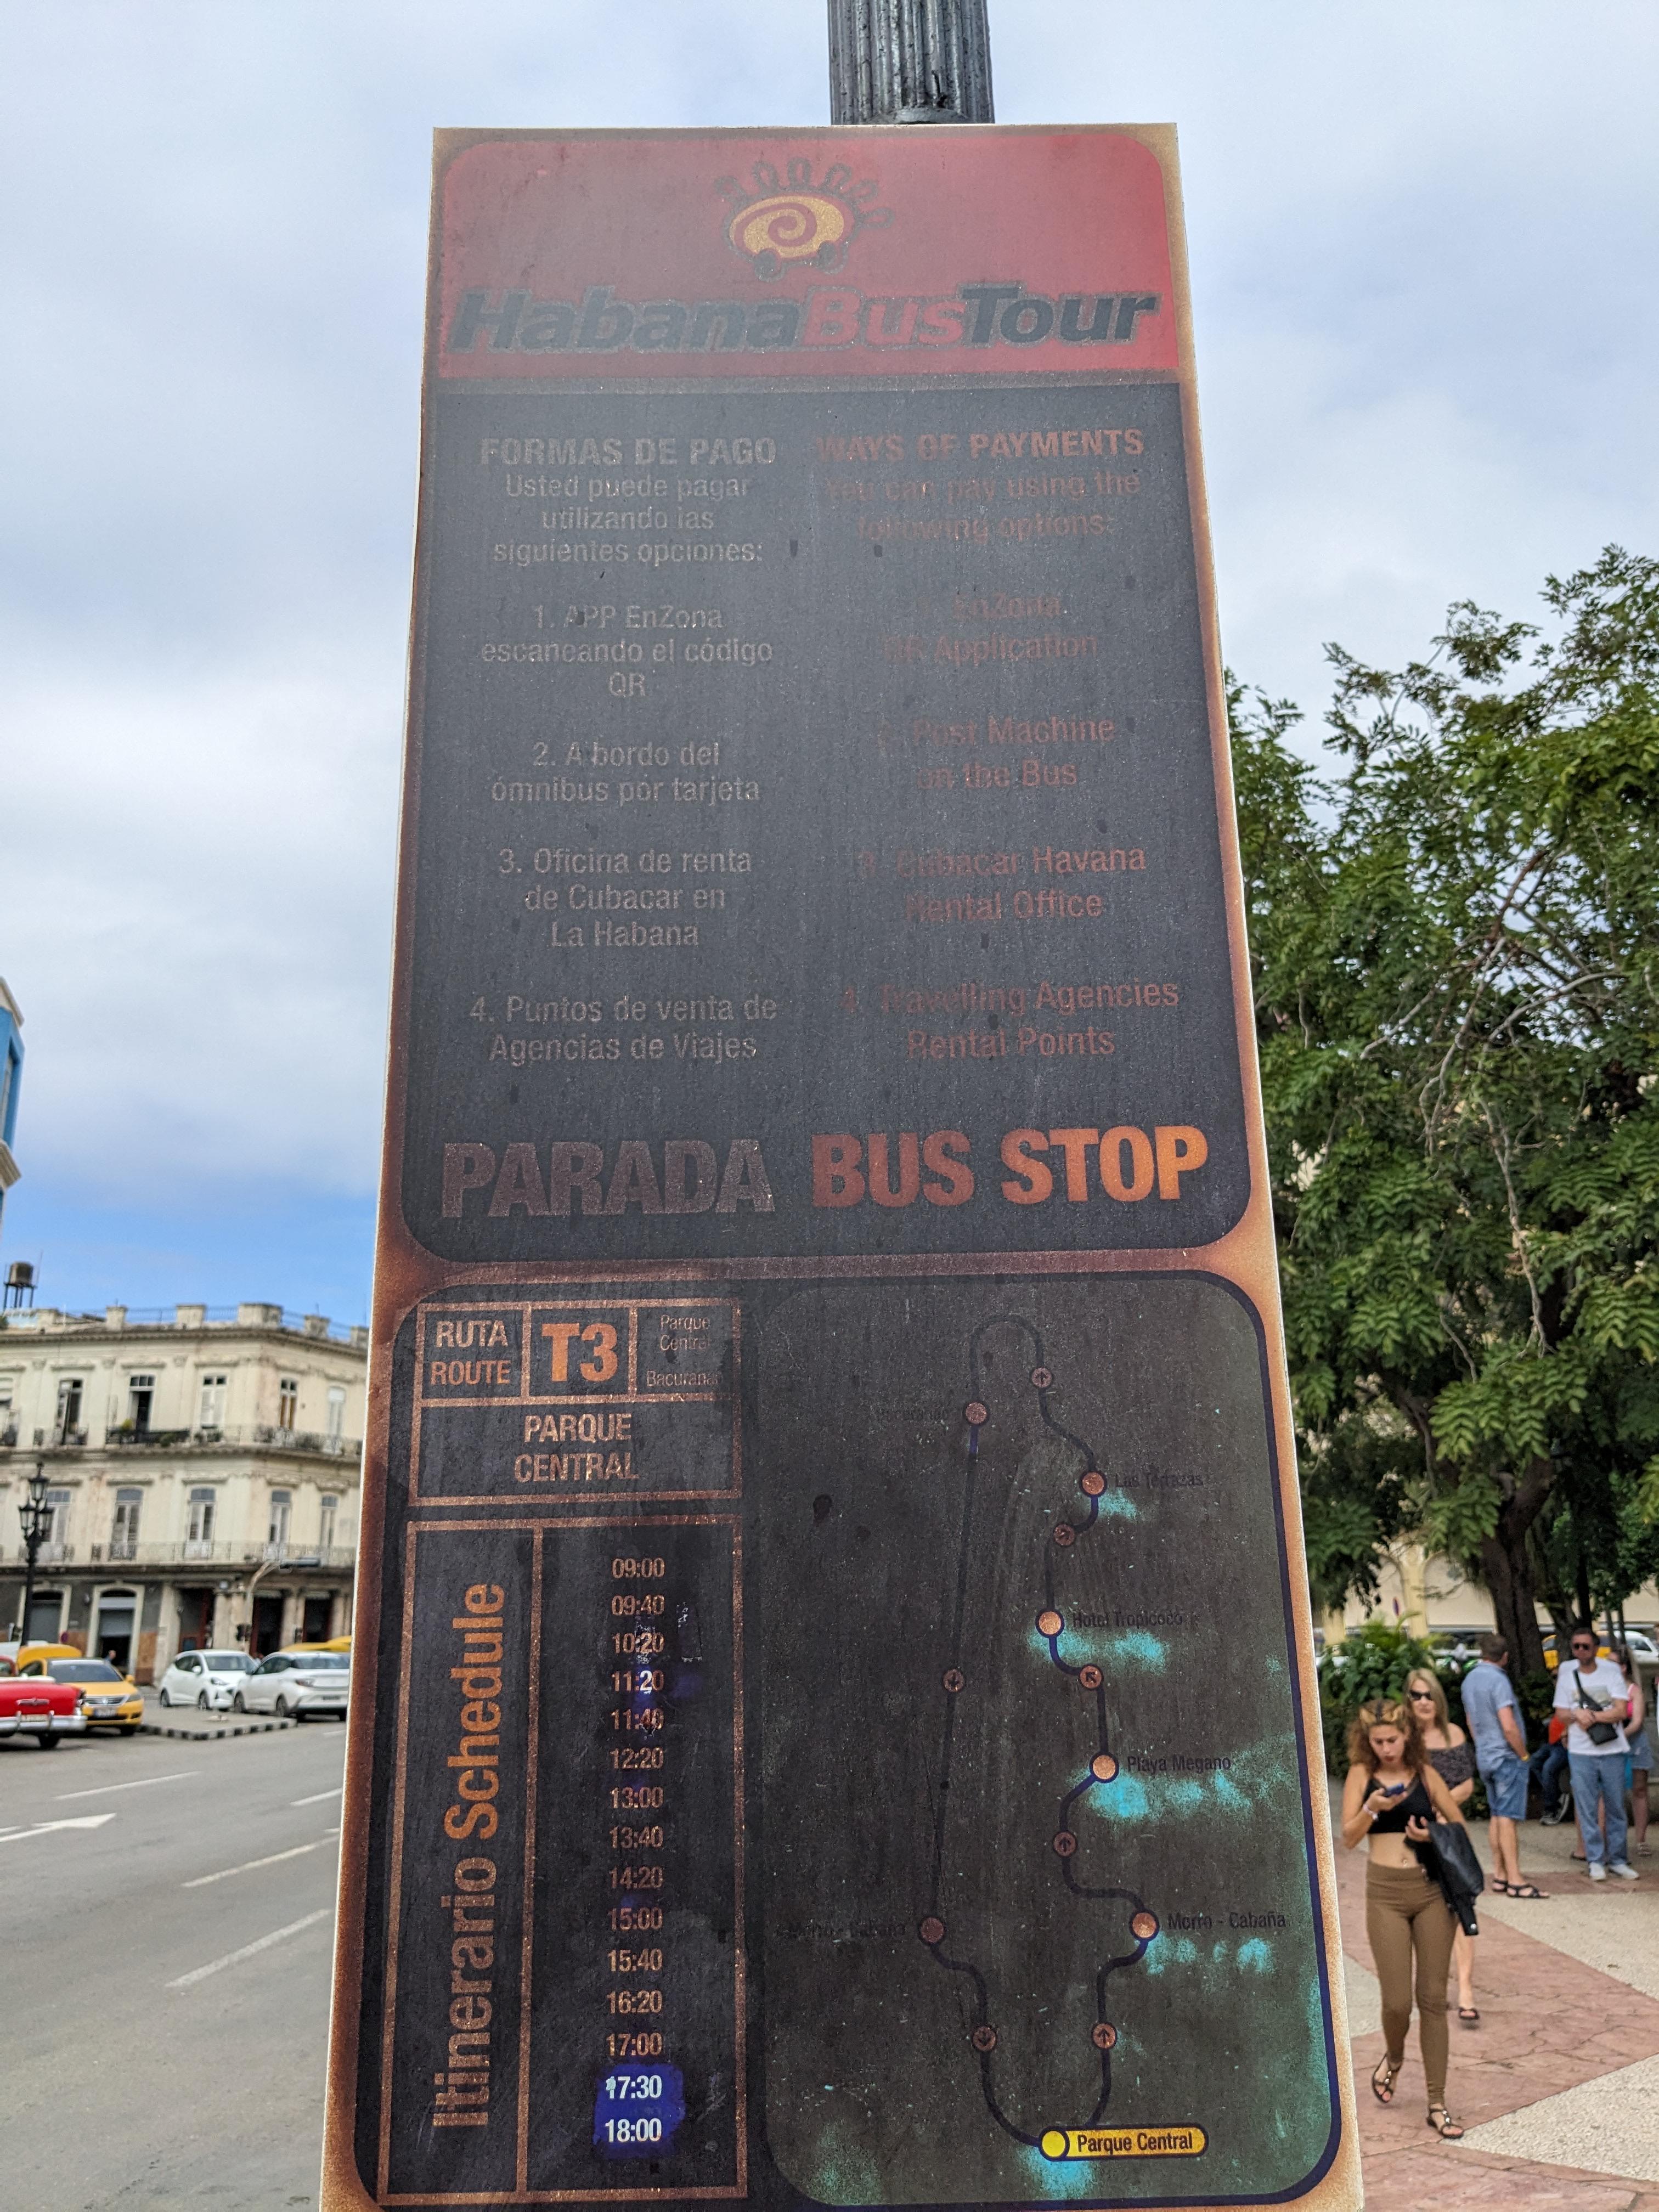 HabanaBusTour
FORMAS DE PAGO
Usted puede pagar
utilizando las
siguientes opciones:
1. APP EnZona
escaneando el código
QR
2. A bordo del
ómnibus por tarjeta
3. Oficina de renta
de Cubacar en
La Habana
4. Puntos de venta de
Agencias de Viajes
WAYS OF PAYMENTS
You can pay using the
following options:
EnZona
QR Application
2. Post Machine
on the Bus
3. Cubacar Havana
Rental Office
4. Travelling Agencies
Rental Points
PARADA BUS STOP
RUTA
ROUTE
T3
Parque
Central
PARQUE
CENTRAL
Itinerario Schedule
09:00
09:40
10:20
11:20
11:40
12:20
13:00
13:40
14:20
15:00
15:40
16:20
17:00
17:30
18:00
Las Terrazas
Hotel Tropicoco
Playa Megano
Morro - Cabaña
Morro - Cabaña
Parque Central